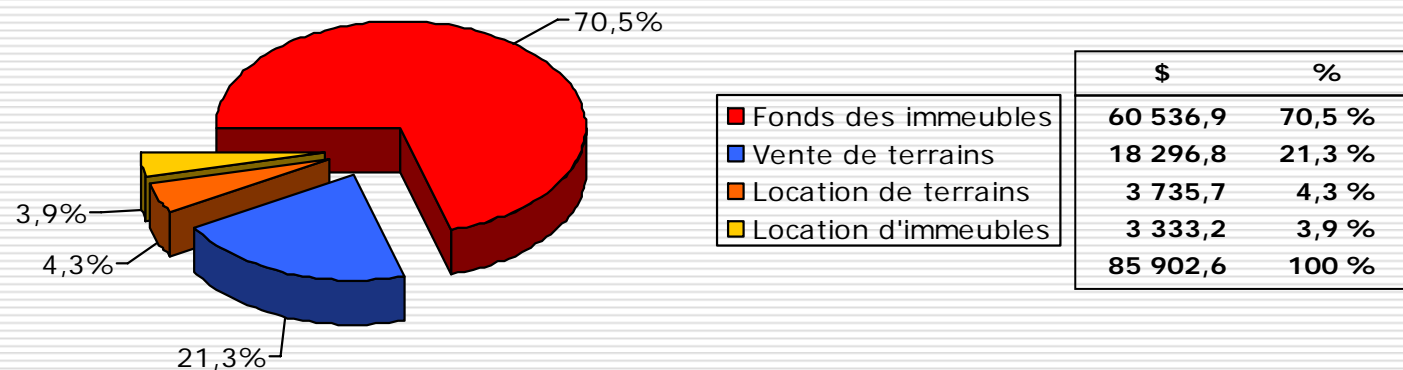 70,5%
3,9%
4,3%
21,3%
Fonds des immeubles
Vente de terrains
Location de terrains
Location d'immeubles
$ %
60 536,9 70,5 %
18 296,8 21,3 %
3 735,7 4,3 %
3 333,2 3,9 %
85 902,6 100 %